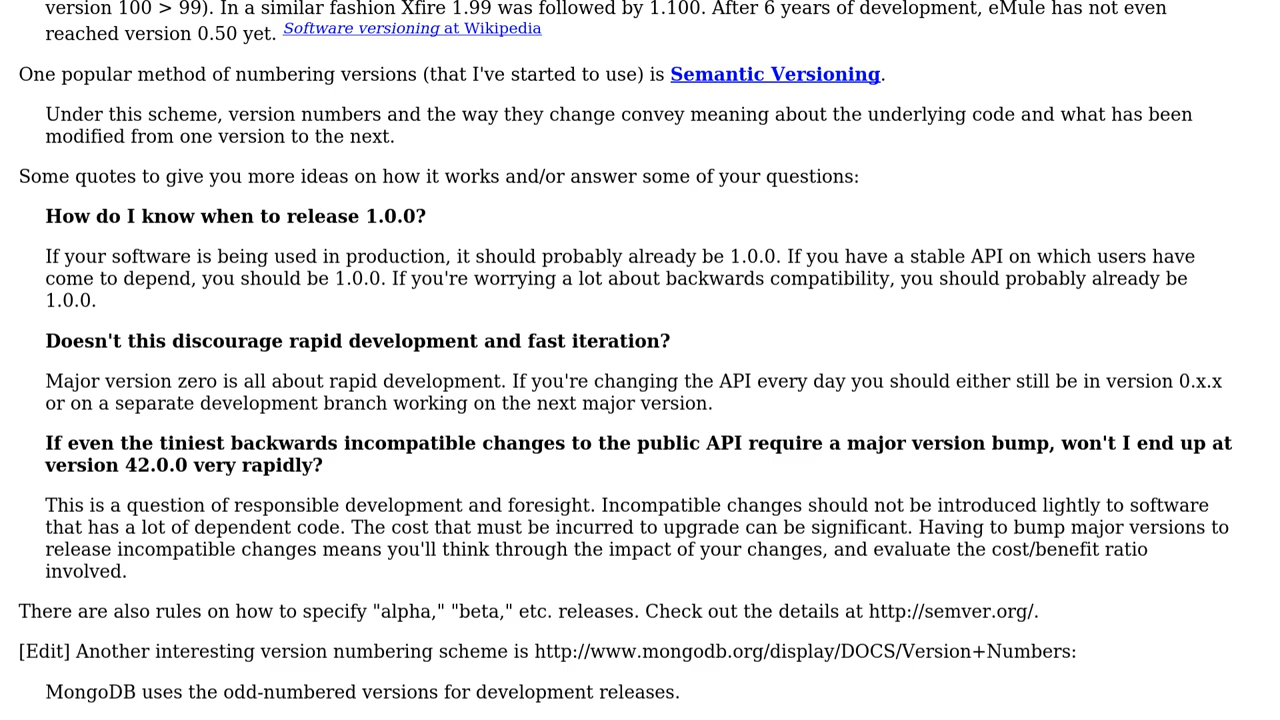 version 100 > 99). In a similar fashion Xfire 1.99 was followed by 1.100. After 6 years of development, eMule has not even
reached version 0.50 yet. Software versioning at Wikipedia
One popular method of numbering versions (that I've started to use) is Semantic Versioning.
Under this scheme, version numbers and the way they change convey meaning about the underlying code and what has been
modified from one version to the next.
Some quotes to give you more ideas on how it works and/or answer some of your questions:
How do I know when to release 1.0.0?
If your software is being used in production, it should probably already be 1.0.0. If you have a stable API on which users have
come to depend, you should be 1.0.0. If you're worrying a lot about backwards compatibility, you should probably already be
1.0.0.
Doesn't this discourage rapid development and fast iteration?
Major version zero is all about rapid development. If you're changing the API every day you should either still be in version 0.x.x
or on a separate development branch working on the next major version.
If even the tiniest backwards incompatible changes to the public API require a major version bump, won't I end up at
version 42.0.0 very rapidly?
This is a question of responsible development and foresight. Incompatible changes should not be introduced lightly to software
that has a lot of dependent code. The cost that must be incurred to upgrade can be significant. Having to bump major versions to
release incompatible changes means you'll think through the impact of your changes, and evaluate the cost/benefit ratio
involved.
There are also rules on how to specify "alpha," "beta," etc. releases. Check out the details at http://semver.org/.
[Edit] Another interesting version numbering scheme is http://www.mongodb.org/display/DOCS/Version+Numbers:
MongoDB uses the odd-numbered versions for development releases.